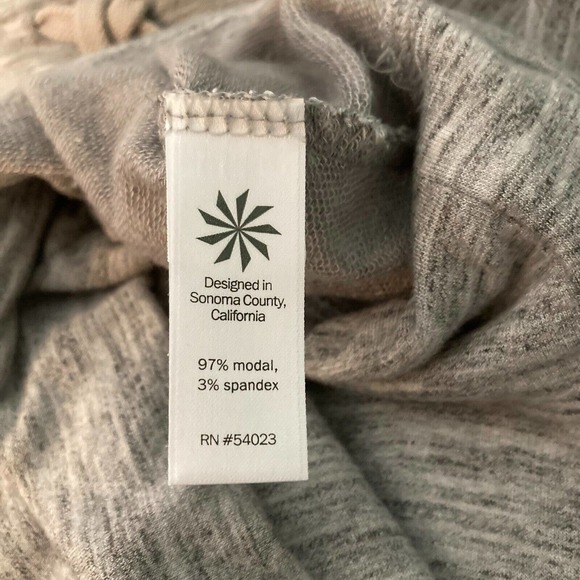 Designed in
Sonoma County,
California
97% modal,
3% spandex
RN #54023